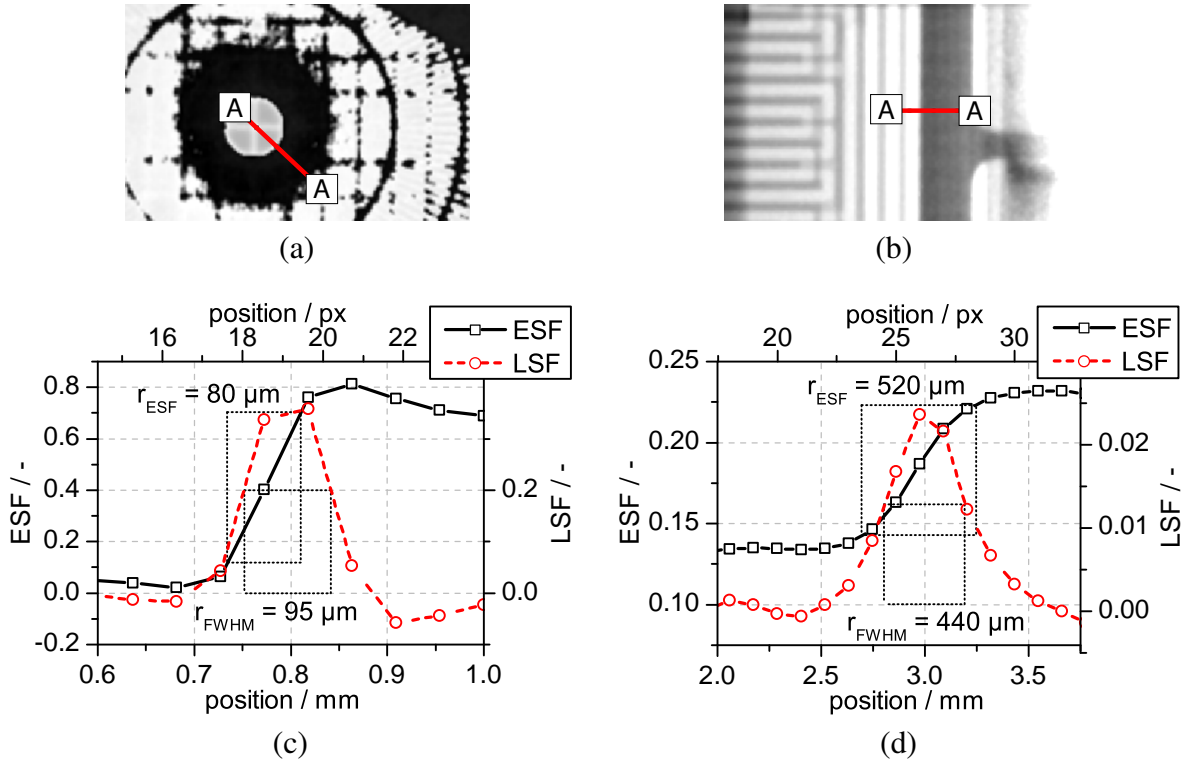 A
A
(a)
A
A
(b)
position / px
16 18 20 22
ESF
LSF
r_ESF = 80 µm
0.8
0.6
0.4
0.2
0.0
-0.2
ESF / -
0.2
0.0
LSF / -
r_FWHM = 95 µm
0.6 0.7 0.8 0.9 1.0
position / mm
(c)
position / px
20 25 30
ESF
LSF
r_ESF = 520 µm
0.25
0.20
0.15
0.10
ESF / -
0.02
0.01
0.00
LSF / -
r_FWHM = 440 µm
2.0 2.5 3.0 3.5
position / mm
(d)